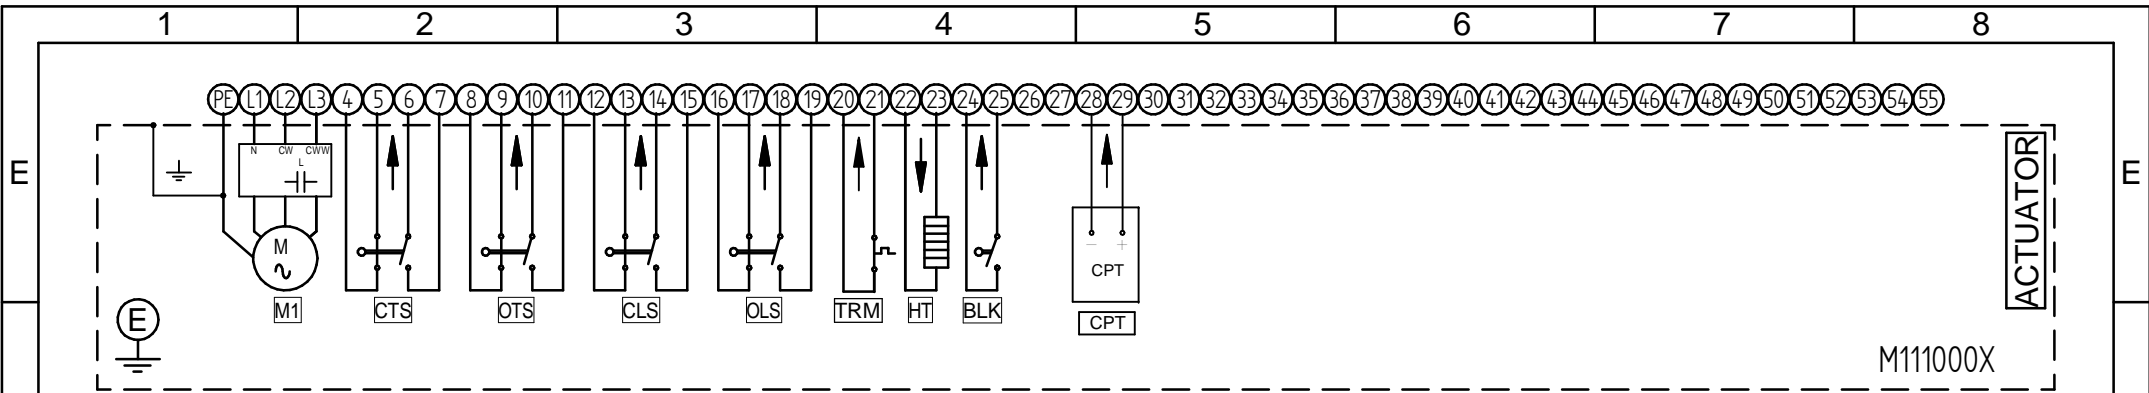 1 2 3 4 5 6 7 8
PE L1 L2 L3 4 5 6 7 8 9 10 11 12 13 14 15 16 17 18 19 20 21 22 23 24 25 26 27 28 29 30 31 32 33 34 35 36 37 38 39 40 41 42 43 44 45 46 47 48 49 50 51 52 53 54 55
N CW CWW
L
E E
ACTUATOR
M
- +
CPT
M1 CTS OTS CLS OLS TRM HT BLK CPT
E
M111000X